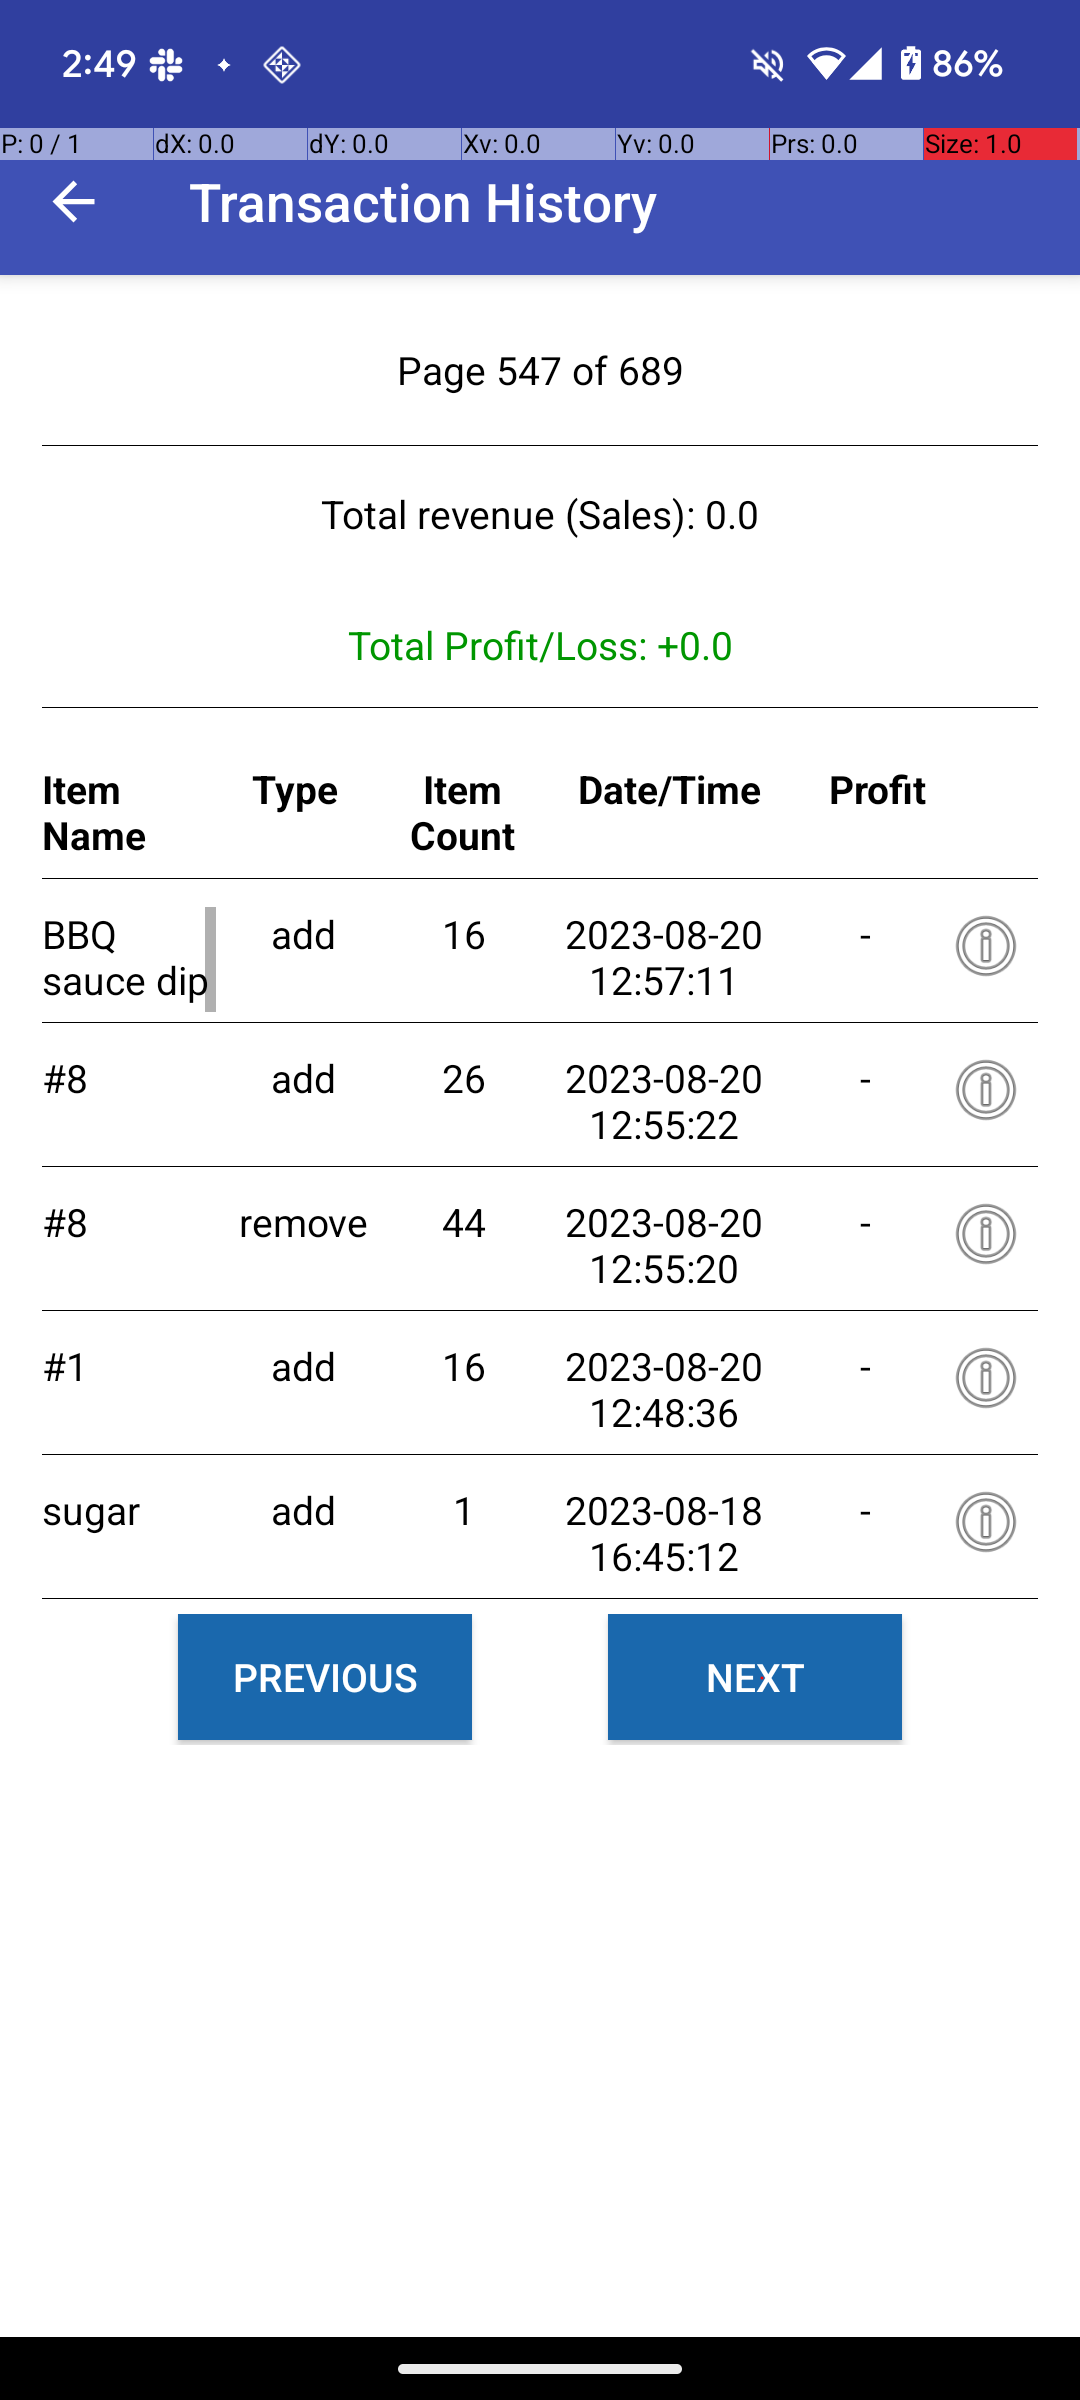 2:49 86%
P: 0 / 1 dX: 0.0 dY: 0.0 Xv: 0.0 Yv: 0.0 Prs: 0.0 Size: 1.0
Transaction History
Page 547 of 689
Total revenue (Sales): 0.0
Total Profit/Loss: +0.0
Item Name Type Item Count Date/Time Profit
BBQ sauce dip add 16 2023-08-20 12:57:11 -
#8 add 26 2023-08-20 12:55:22 -
#8 remove 44 2023-08-20 12:55:20 -
#1 add 16 2023-08-20 12:48:36 -
sugar add 1 2023-08-18 16:45:12 -
PREVIOUS NEXT